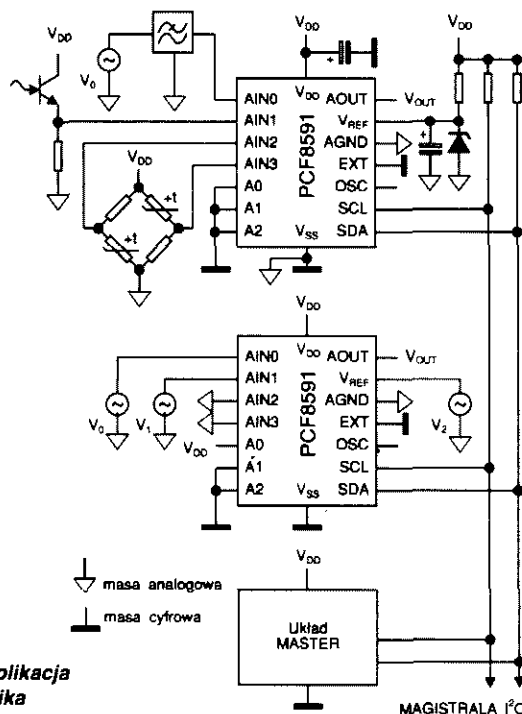 V_DD
V_DD
V_DD
V_0
AIN0
V_DD
AOUT
V_OUT
AIN1
V_REF
AIN2
AGND
AIN3
EXT
A0
OSC
A1
SCL
A2
V_SS
SDA
PCF8591
V_DD
+t
+t
+
+
V_DD
AIN0
V_DD
AOUT
V_OUT
AIN1
V_REF
AIN2
AGND
AIN3
EXT
A0
OSC
A1
SCL
A2
V_SS
SDA
PCF8591
V_0
V_1
V_DD
V_2
V_DD
masa analogowa
masa cyfrowa
Układ
MASTER
plikacja
ika
MAGISTRALA I²C